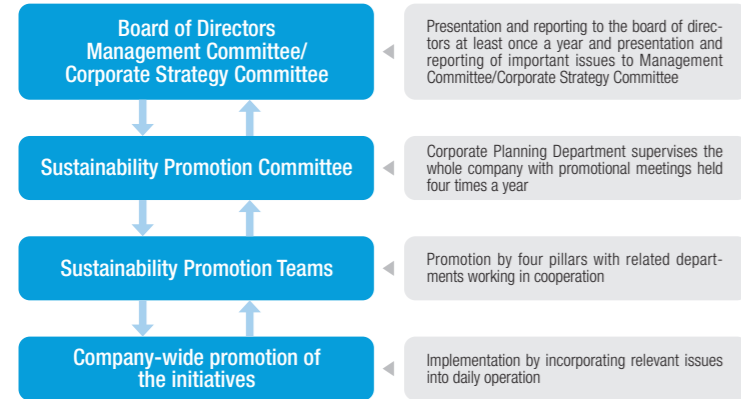 Board of Directors
Management Committee/
Corporate Strategy Committee
Presentation and reporting to the board of direc-
tors at least once a year and presentation and
reporting of important issues to Management
Committee/Corporate Strategy Committee
Sustainability Promotion Committee
Corporate Planning Department supervises the
whole company with promotional meetings held
four times a year
Sustainability Promotion Teams
Promotion by four pillars with related depart-
ments working in cooperation
Company-wide promotion of
the initiatives
Implementation by incorporating relevant issues
into daily operation